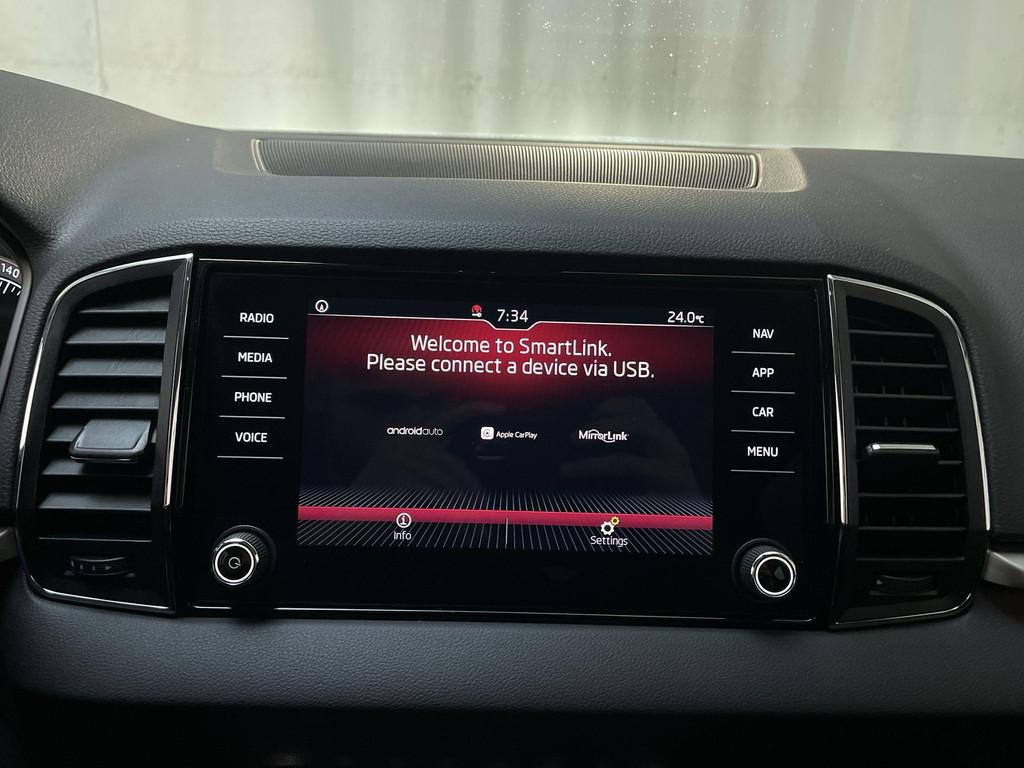 140
RADIO
MEDIA
PHONE
VOICE
7:34
24.0°C
Welcome to SmartLink.
Please connect a device via USB.
androidauto
Apple CarPlay
MirrorLink
Info
Settings
NAV
APP
CAR
MENU